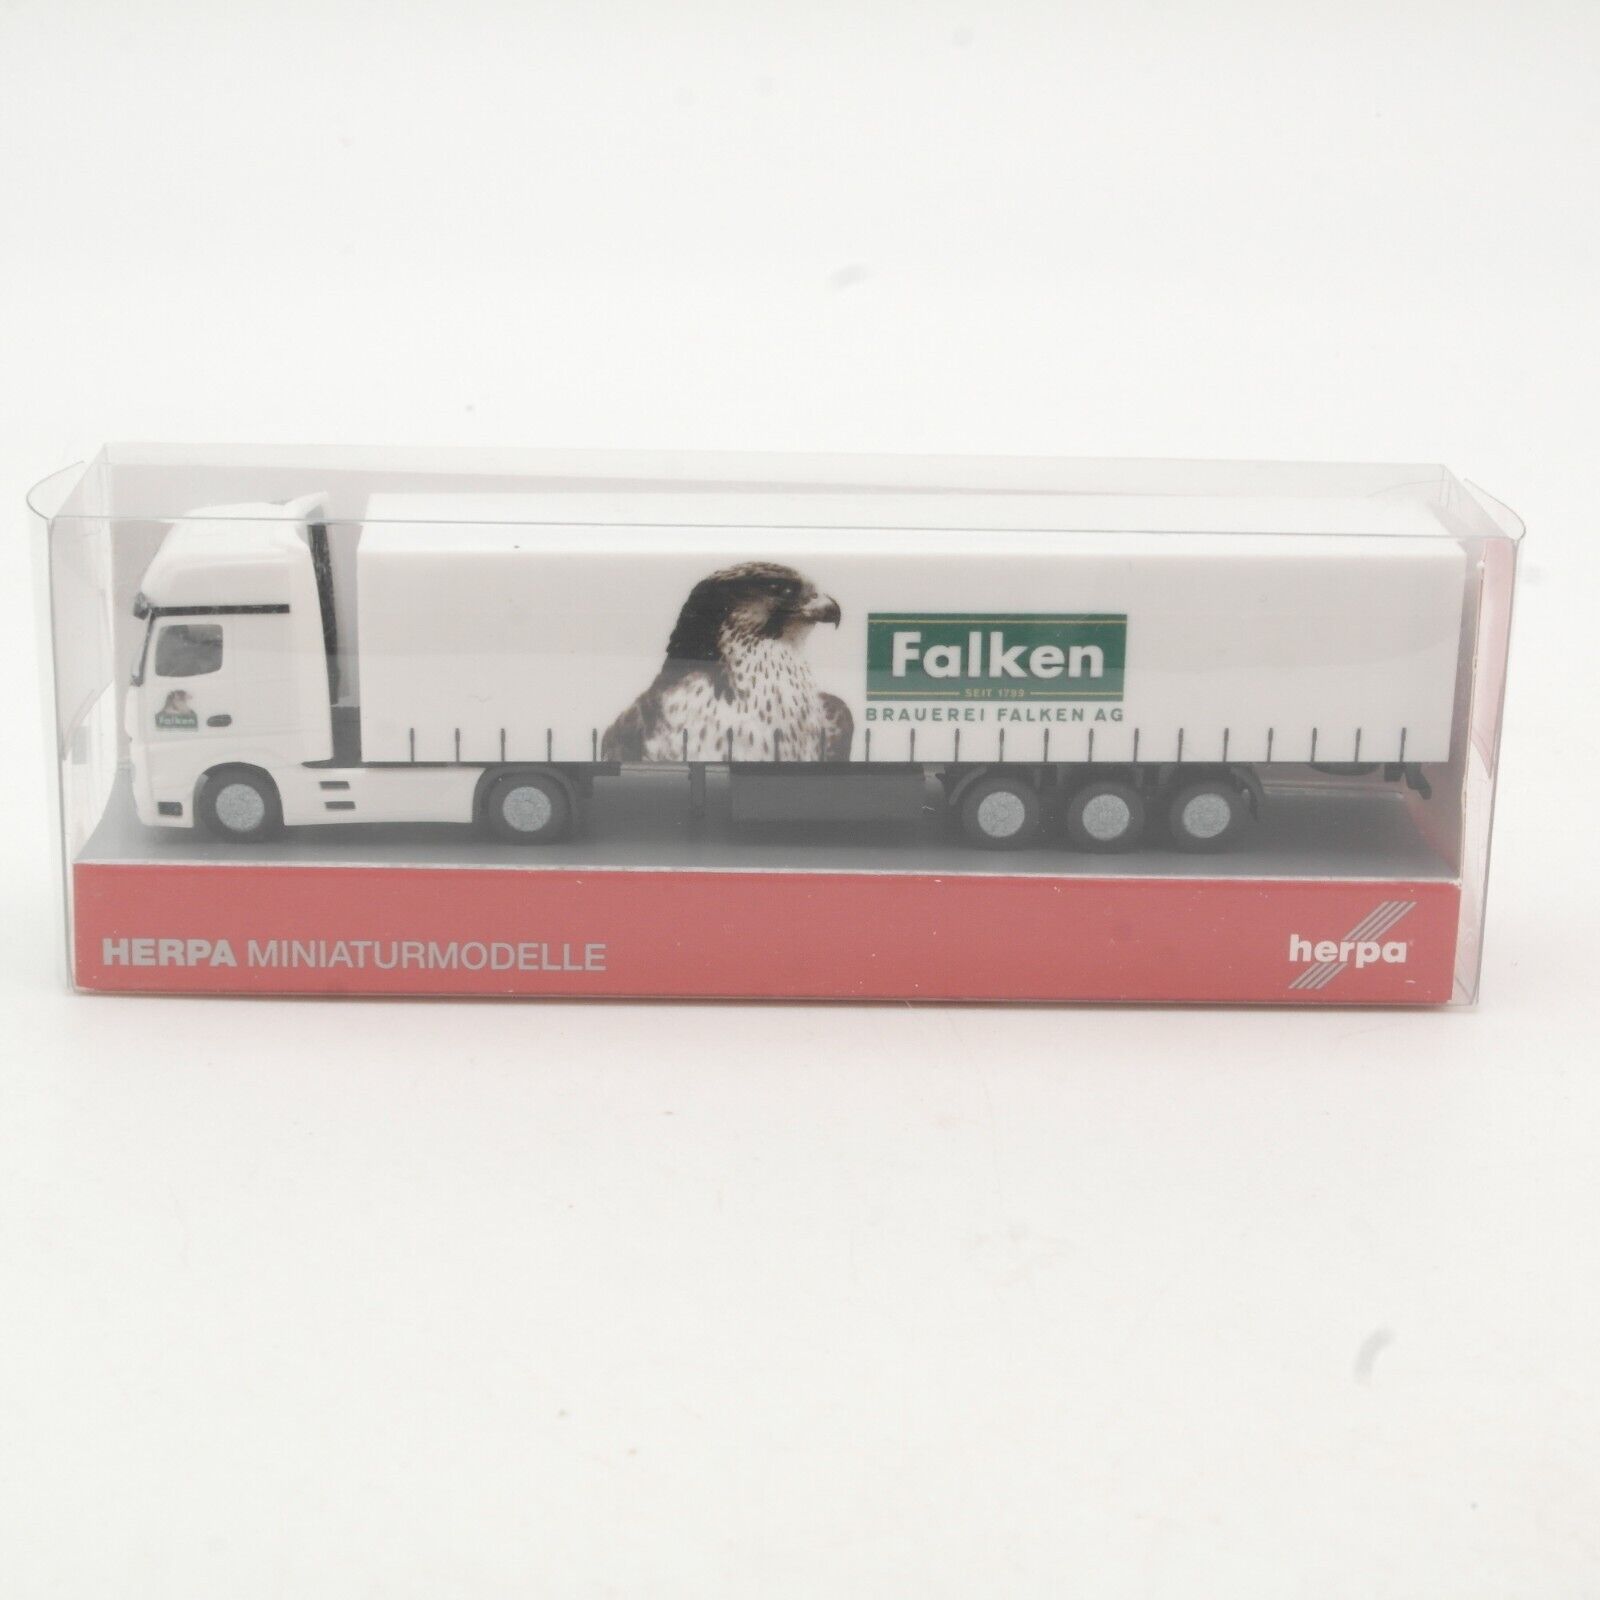 Falken
SEIT 1799
BRAUEREI FALKEN AG
Falken
HERPA MINIATURMODELLE
herpa